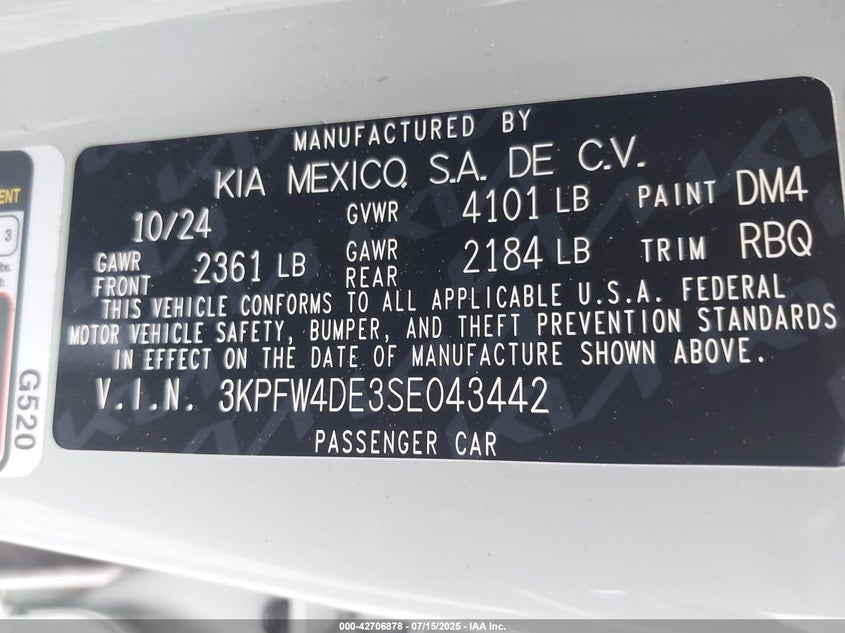 MANUFACTURED BY
KIA MEXICO, S.A. DE C.V.
10/24 GVWR 4101 LB PAINT DM4
GAWR FRONT 2361 LB GAWR REAR 2184 LB TRIM RBQ
THIS VEHICLE CONFORMS TO ALL APPLICABLE U.S.A. FEDERAL
MOTOR VEHICLE SAFETY, BUMPER, AND THEFT PREVENTION STANDARDS
IN EFFECT ON THE DATE OF MANUFACTURE SHOWN ABOVE.
V.I.N. 3KPFW4DE3SE043442
PASSENGER CAR
3
G520
000-42706878 - 07/15/2025 - IAA Inc.